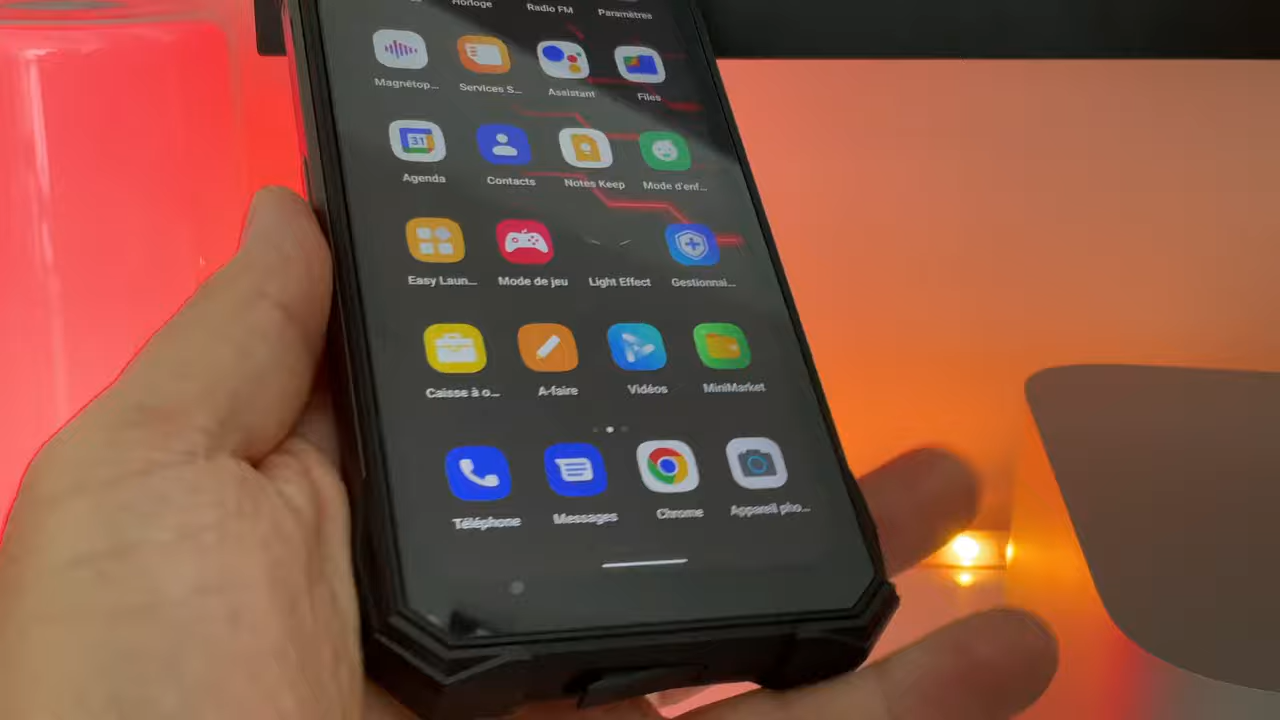 Horloge Radio FM Paramètres
Magnétop... Services S... Assistant Files
31
Agenda Contacts Notes Keep Mode d'enf...
Easy Laun... Mode de jeu Light Effect Gestionnai...
Caisse à o... A-faire Vidéos MiniMarket
Téléphone Messages Chrome Appareil pho...